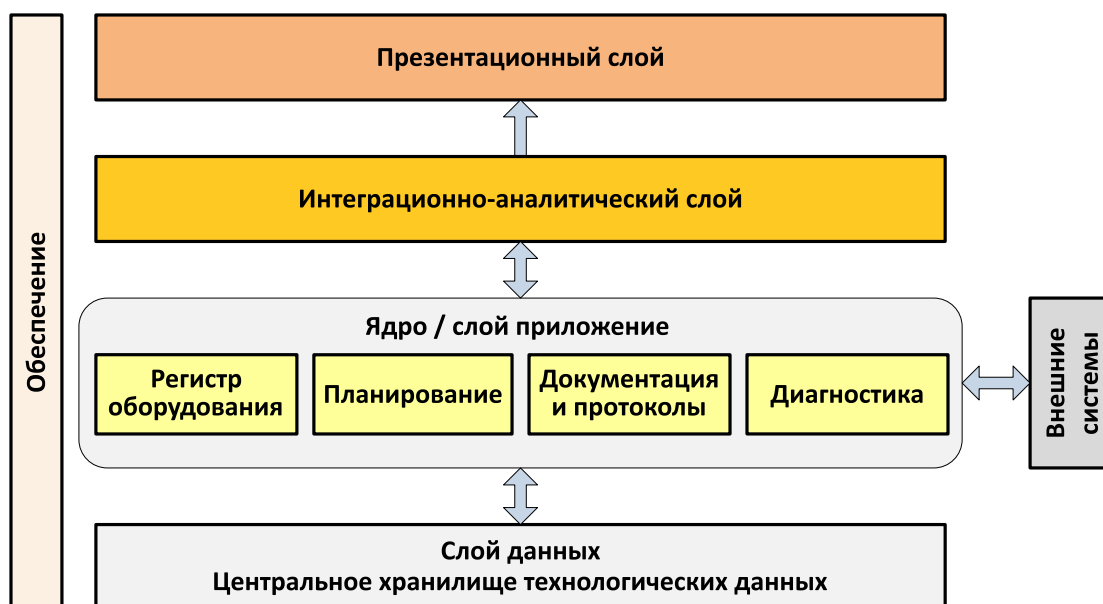 Презентационный слой
Интеграционно-аналитический слой
Обеспечение
Ядро / слой приложение
Регистр
оборудования
Планирование
Документация
и протоколы
Диагностика
Внешние
системы
Слой данных
Центральное хранилище технологических данных